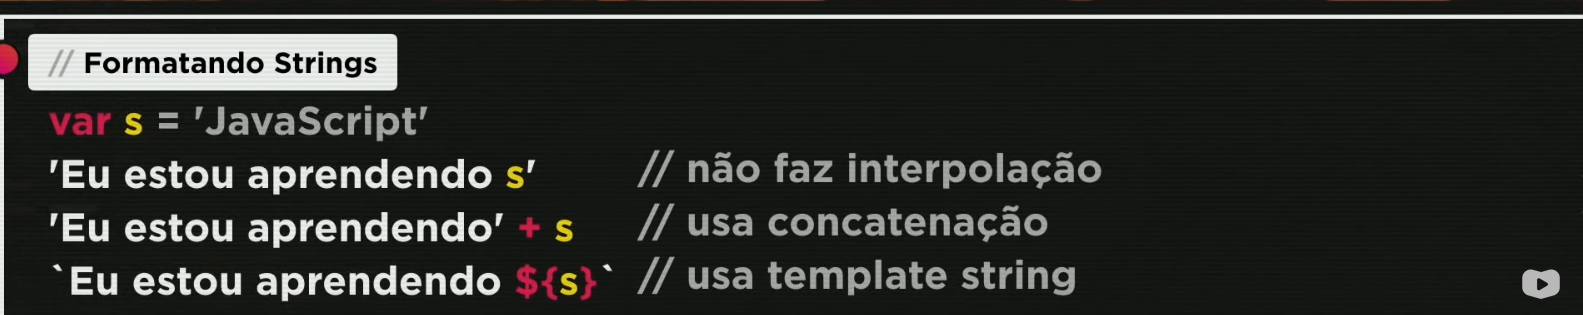 // Formatando Strings
var s = 'JavaScript'
'Eu estou aprendendo s' // não faz interpolação
'Eu estou aprendendo' + s // usa concatenação
`Eu estou aprendendo ${s}` // usa template string